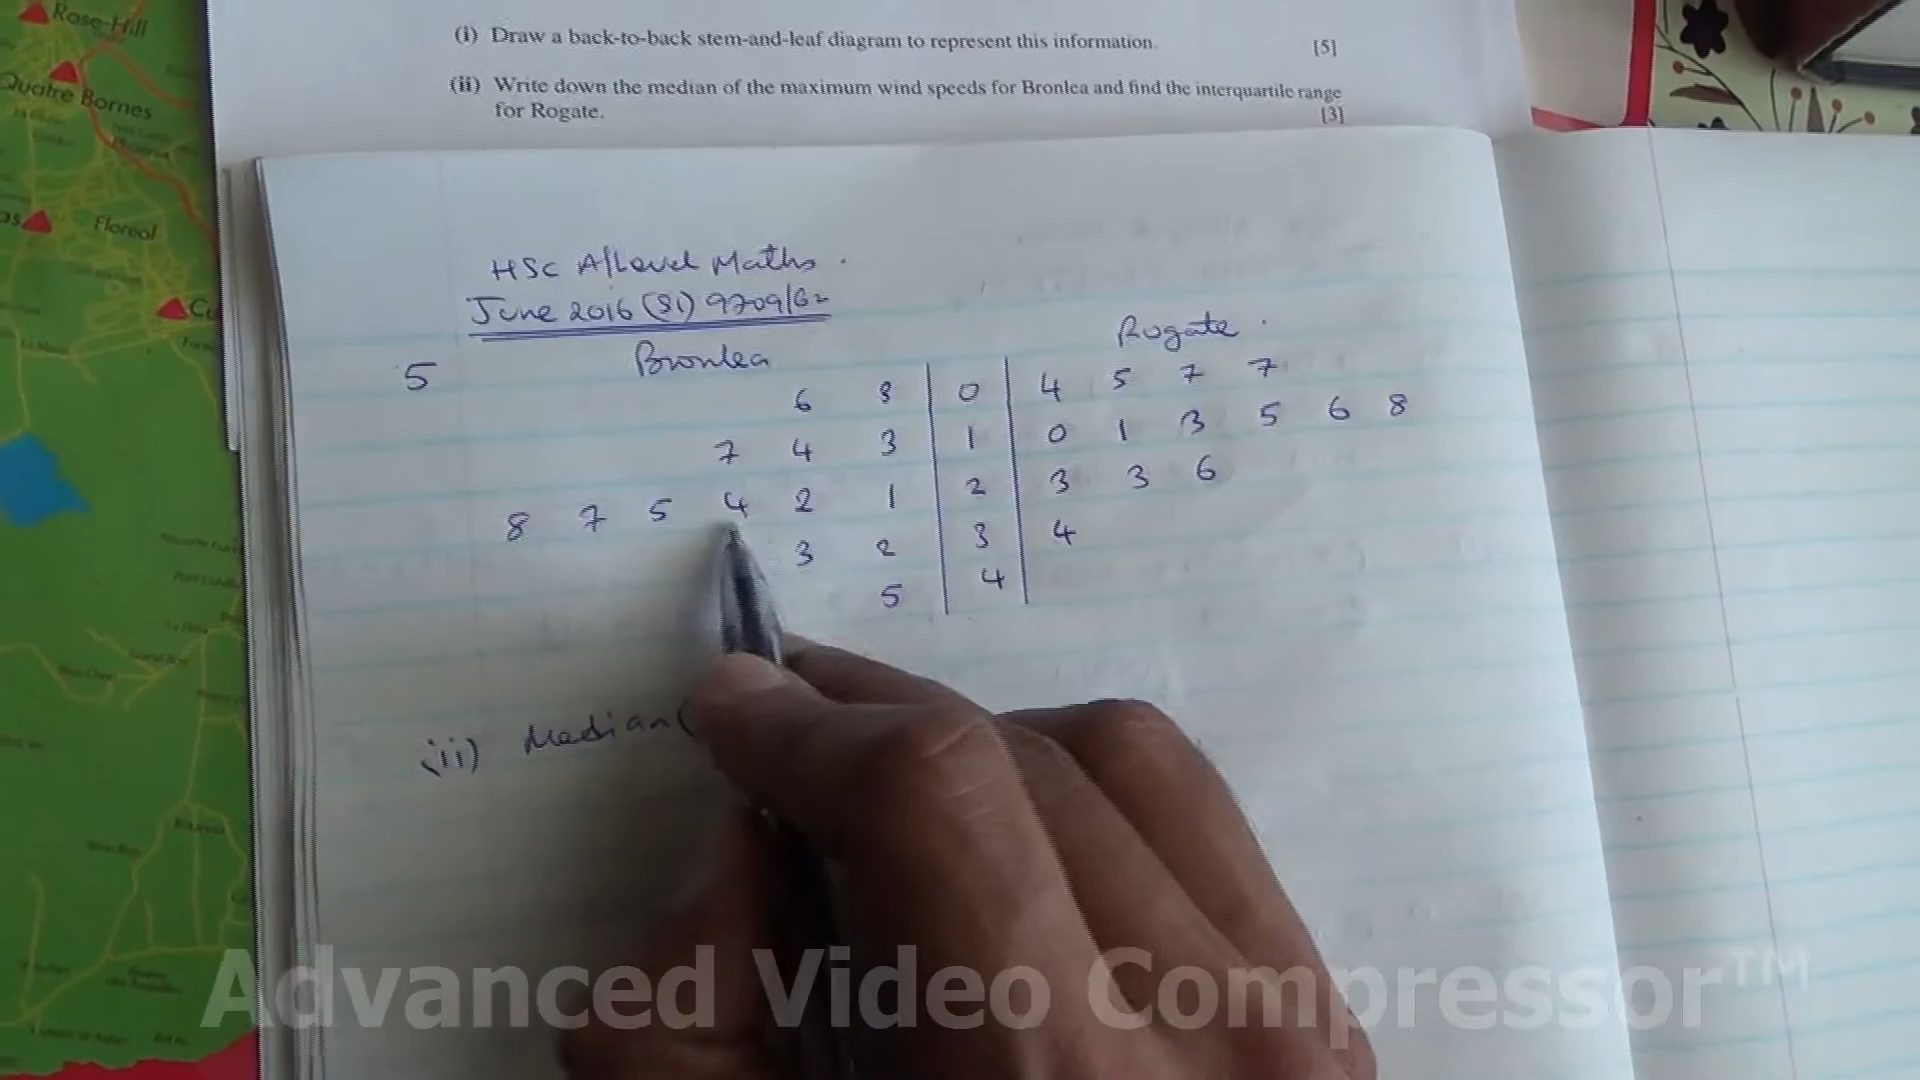 Rose-Hill
Quatre Bornes
Floreol
(i) Draw a back-to-back stem-and-leaf diagram to represent this information. [5]
(ii) Write down the median of the maximum wind speeds for Bronlea and find the interquartile range
for Rogate. [3]
HSC A/Level Maths.
June 2016 (S1) 9709/62
5 Bronlea Rogate.
6 8 | 0 | 4 5 7 7
7 4 3 | 1 | 0 1 3 5 6 8
8 7 5 4 2 1 | 2 | 3 3 6
3 2 | 3 | 4
5 | 4 |
(ii) Median (
Advanced Video Compressor™